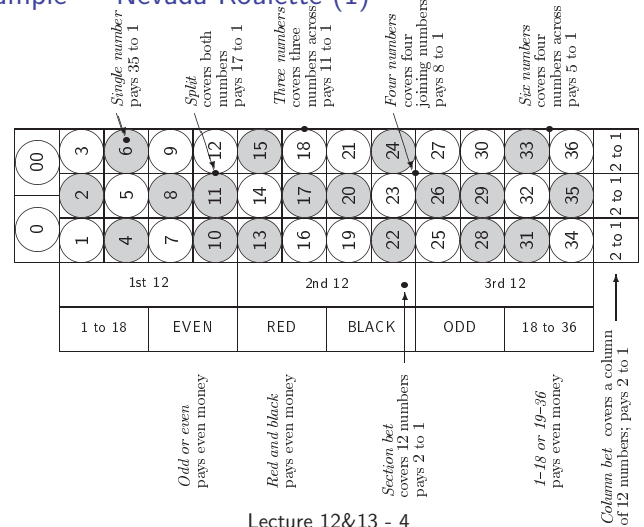 ample
Nevada Roulette (1)
Single number
pays 35 to 1
Split
covers both
numbers
pays 17 to 1
Three numbers
covers three
numbers across
pays 11 to 1
Four numbers
covers four
joining numbers
pays 8 to 1
Six numbers
covers four
numbers across
pays 5 to 1
00 3 6 9 12 15 18 21 24 27 30 33 36 2 to 1
2 5 8 11 14 17 20 23 26 29 32 35 2 to 1
0 1 4 7 10 13 16 19 22 25 28 31 34 2 to 1
1st 12 2nd 12 3rd 12
1 to 18 EVEN RED BLACK ODD 18 to 36
Odd or even
pays even money
Red and black
pays even money
Section bet
covers 12 numbers
pays 2 to 1
1–18 or 19–36
pays even money
Column bet covers a column
of 12 numbers; pays 2 to 1
Lecture 12&13 - 4